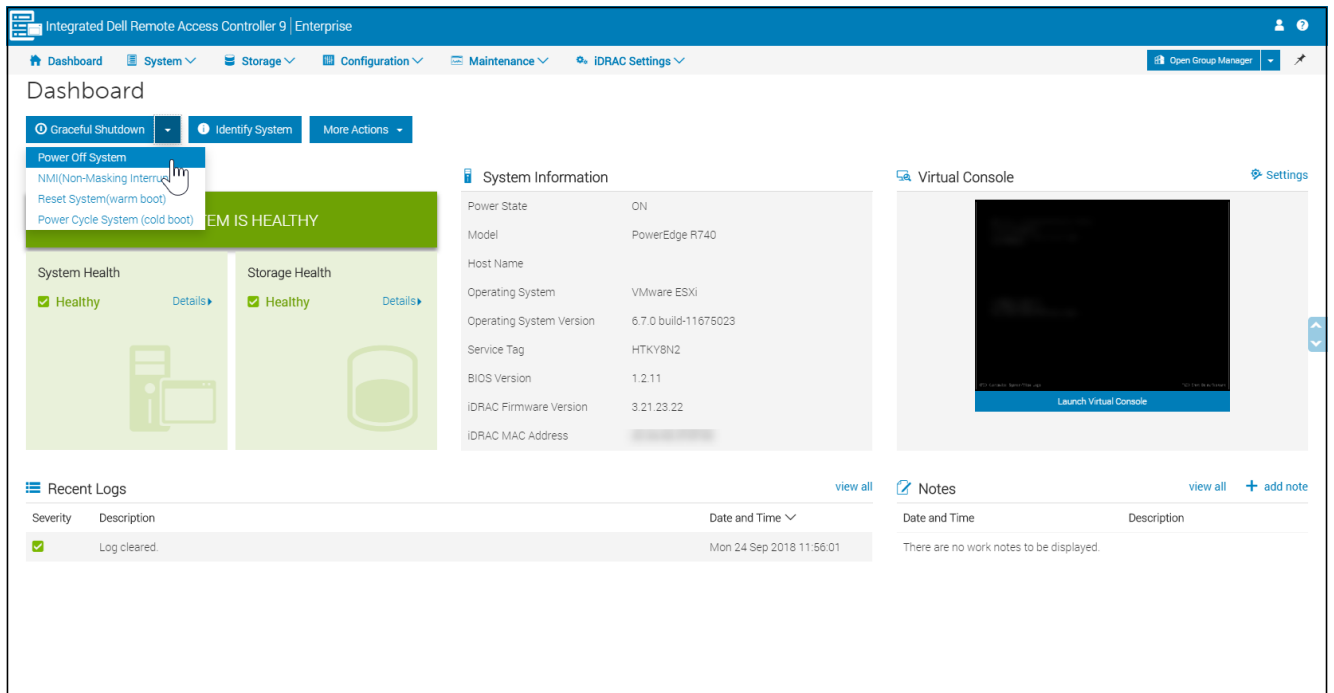 Integrated Dell Remote Access Controller 9 | Enterprise
Dashboard System Storage Configuration Maintenance iDRAC Settings Open Group Manager
Dashboard
Graceful Shutdown Identify System More Actions
Power Off System
NMI(Non-Masking
Reset System(warm boot)
Power Cycle System (cold boot)
IS HEALTHY
System Health
Healthy Details
Storage Health
Healthy Details
System Information
Power State ON
Model PowerEdge R740
Host Name
Operating System VMware ESXi
Operating System Version 6.7.0 build-11675023
Service Tag HTKY8N2
BIOS Version 1.2.11
iDRAC Firmware Version 3.21.23.22
iDRAC MAC Address
Virtual Console Settings
Launch Virtual Console
Recent Logs view all
Severity Description Date and Time
Log cleared. Mon 24 Sep 2018 11:56:01
Notes view all + add note
Date and Time Description
There are no work notes to be displayed.